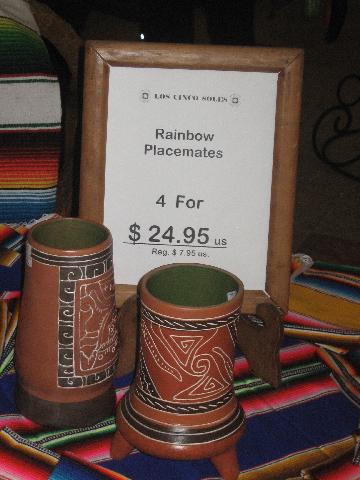 LOS CINCO SOLES
Rainbow
Placemates
4 For
$ 24.95 us
Reg. $ 7.95 us.